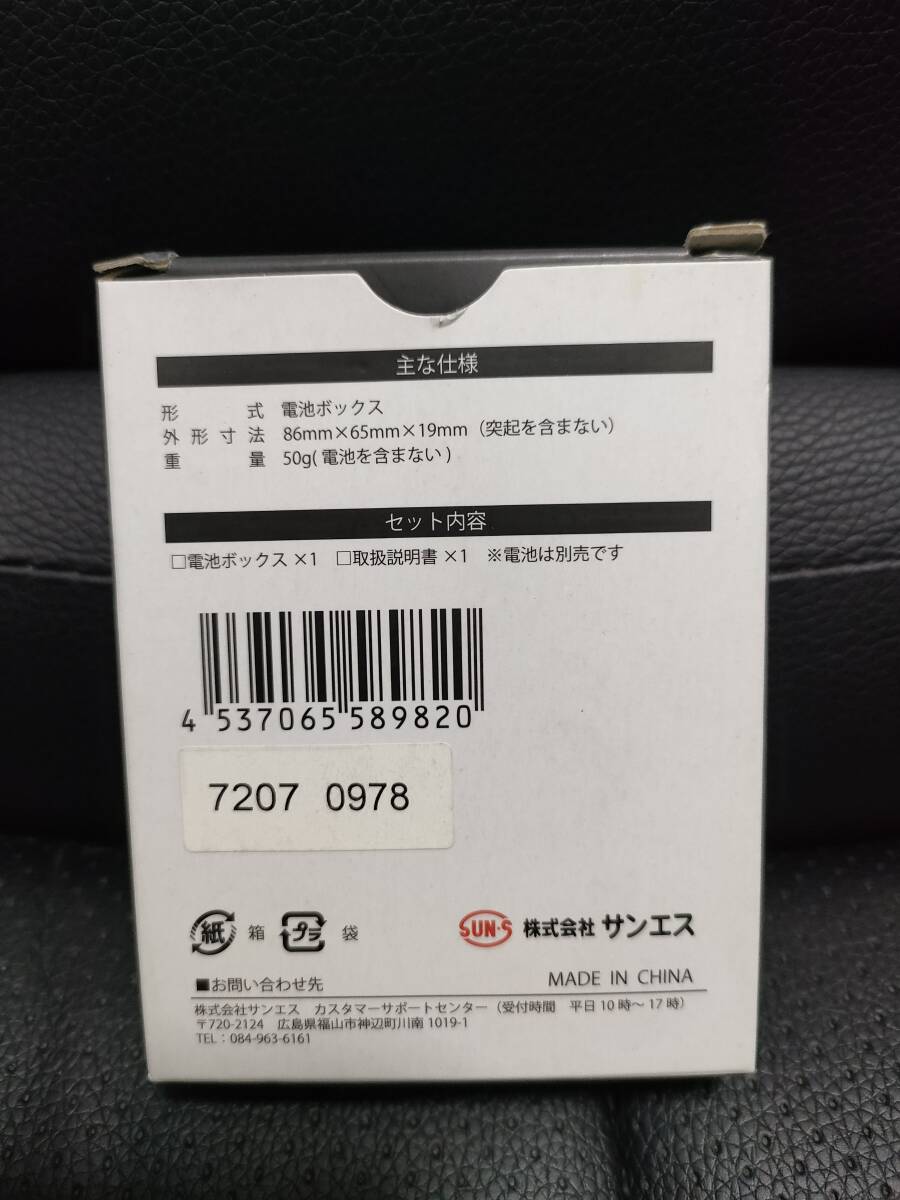 主な仕様
形式 電池ボックス
外形寸法 86mm×65mm×19mm（突起を含まない）
重量 50g( 電池を含まない )
セット内容
□電池ボックス ×1 □取扱説明書 ×1 ※電池は別売です
4 537065 589820
7207 0978
紙 箱 プラ 袋
SUN・S 株式会社 サンエス
■お問い合わせ先
MADE IN CHINA
株式会社サンエス カスタマーサポートセンター（受付時間 平日 10 時～ 17 時）
〒720-2124 広島県福山市神辺町川南 1019-1
TEL：084-963-6161